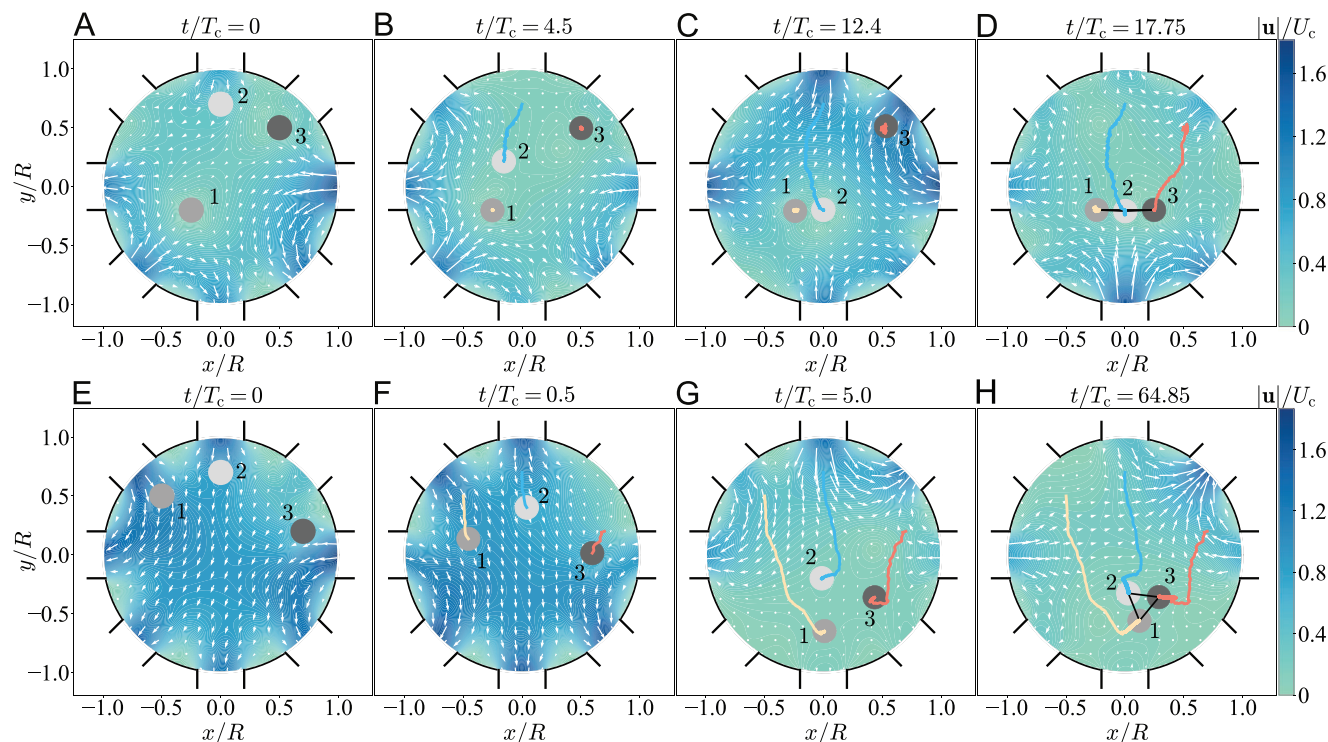 A t/T_c = 0 B t/T_c = 4.5 C t/T_c = 12.4 D t/T_c = 17.75 |u|/U_c
1.0 0.5 0.0 −0.5 −1.0
y/R
2 3 1
2 3 1
3 1 2
1 2 3
1.6 1.2 0.8 0.4 0
−1.0 −0.5 0.0 0.5 1.0 −1.0 −0.5 0.0 0.5 1.0 −1.0 −0.5 0.0 0.5 1.0 −1.0 −0.5 0.0 0.5 1.0
x/R x/R x/R x/R
E t/T_c = 0 F t/T_c = 0.5 G t/T_c = 5.0 H t/T_c = 64.85 |u|/U_c
1.0 0.5 0.0 −0.5 −1.0
y/R
2 1 3
2 1 3
2 3 1
2 3 1
1.6 1.2 0.8 0.4 0
−1.0 −0.5 0.0 0.5 1.0 −1.0 −0.5 0.0 0.5 1.0 −1.0 −0.5 0.0 0.5 1.0 −1.0 −0.5 0.0 0.5 1.0
x/R x/R x/R x/R